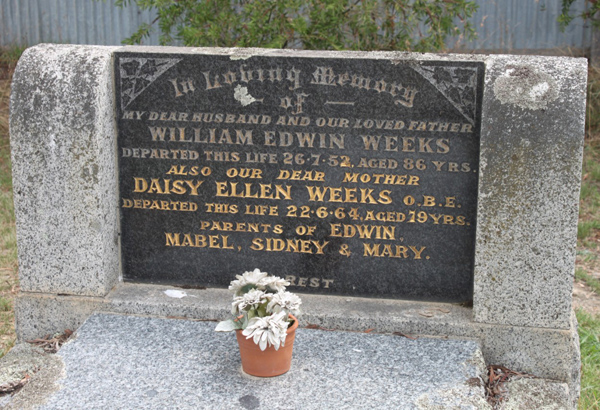 In Loving Memory
of
MY DEAR HUSBAND AND OUR LOVED FATHER
WILLIAM EDWIN WEEKS
DEPARTED THIS LIFE 26·7·52, AGED 86 YRS.
ALSO OUR DEAR MOTHER
DAISY ELLEN WEEKS O.B.E.
DEPARTED THIS LIFE 22·6·64, AGED 79 YRS.
PARENTS OF EDWIN,
MABEL, SIDNEY & MARY.
REST